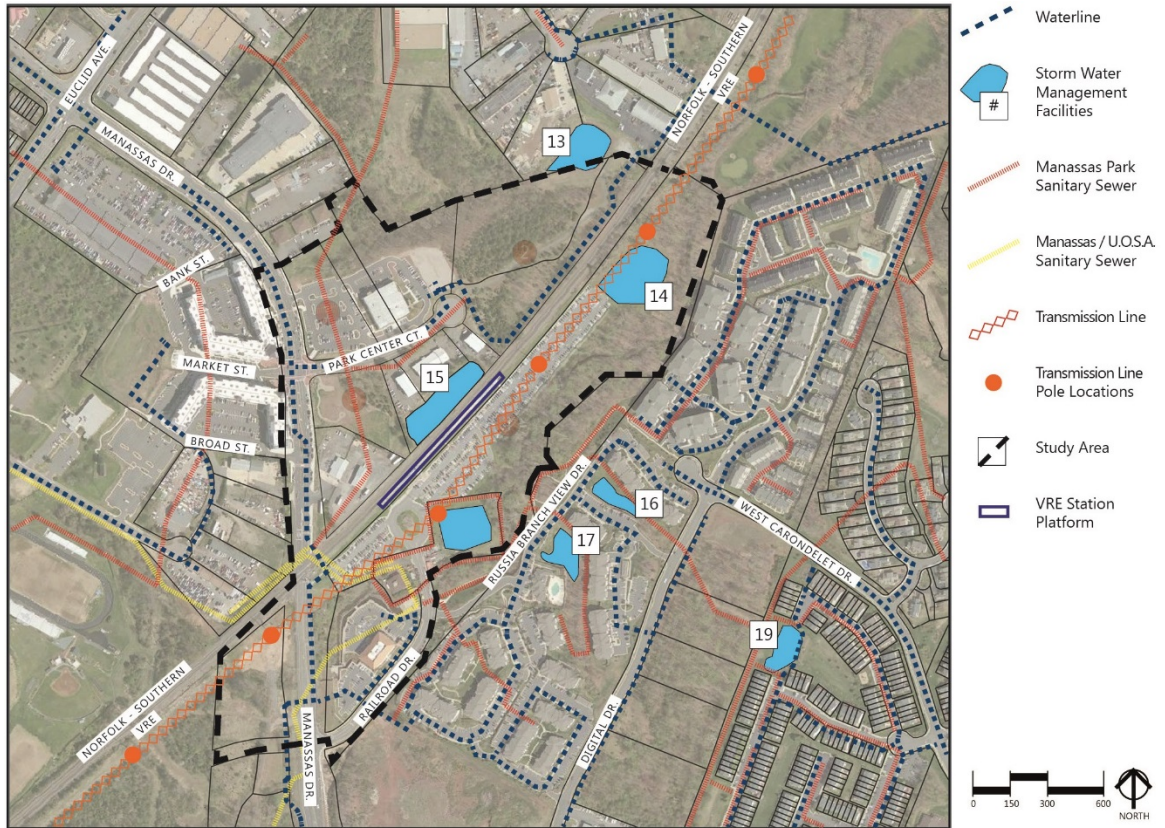 EUCLID AVE.
MANASSAS DR.
NORFOLK - SOUTHERN
VRE
13
BANK ST.
14
PARK CENTER CT.
MARKET ST.
15
BROAD ST.
RUSSIA BRANCH VIEW DR.
16
WEST CARONDELET DR.
17
19
NORFOLK - SOUTHERN
VRE
RAILROAD DR.
MANASSAS DR.
DIGITAL DR.
Waterline
Storm Water
Management
Facilities
#
Manassas Park
Sanitary Sewer
Manassas / U.O.S.A.
Sanitary Sewer
Transmission Line
Transmission Line
Pole Locations
Study Area
VRE Station
Platform
0 150 300 600
NORTH